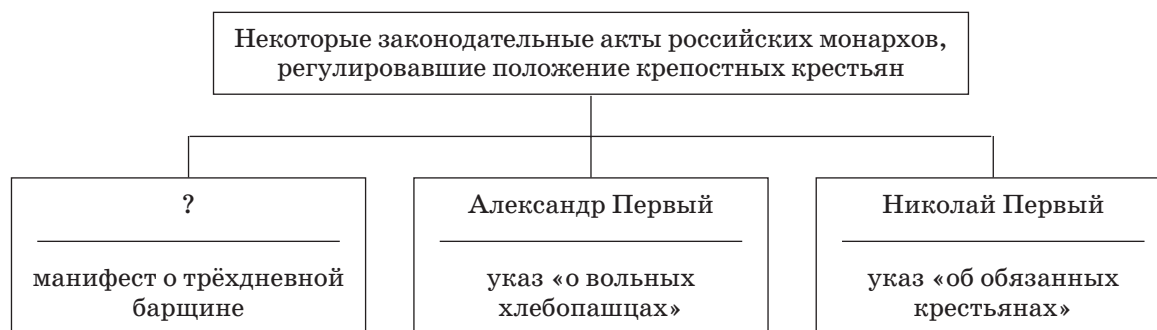 Некоторые законодательные акты российских монархов,
регулировавшие положение крепостных крестьян
?
манифест о трёхдневной
барщине
Александр Первый
указ «о вольных
хлебопашцах»
Николай Первый
указ «об обязанных
крестьянах»